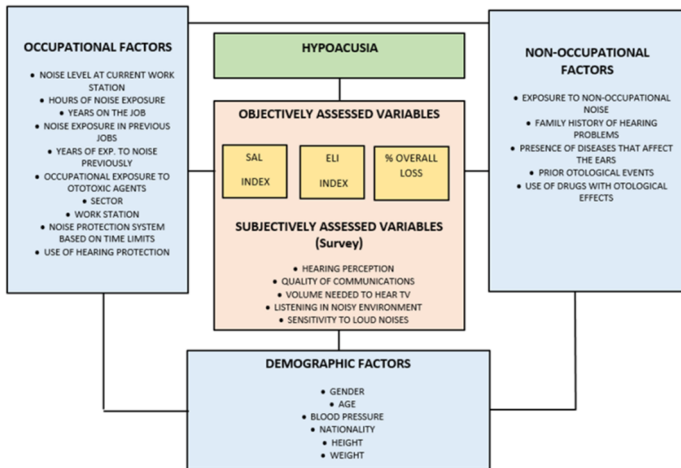 OCCUPATIONAL FACTORS
• NOISE LEVEL AT CURRENT WORK
STATION
• HOURS OF NOISE EXPOSURE
• YEARS ON THE JOB
• NOISE EXPOSURE IN PREVIOUS
JOBS
• YEARS OF EXP. TO NOISE
PREVIOUSLY
• OCCUPATIONAL EXPOSURE TO
OTOTOXIC AGENTS
• SECTOR
• WORK STATION
• NOISE PROTECTION SYSTEM
BASED ON TIME LIMITS
• USE OF HEARING PROTECTION
HYPOACUSIA
OBJECTIVELY ASSESSED VARIABLES
SAL
INDEX
ELI
INDEX
% OVERALL
LOSS
SUBJECTIVELY ASSESSED VARIABLES
(Survey)
• HEARING PERCEPTION
• QUALITY OF COMMUNICATIONS
• VOLUME NEEDED TO HEAR TV
• LISTENING IN NOISY ENVIRONMENT
• SENSITIVITY TO LOUD NOISES
NON-OCCUPATIONAL
FACTORS
• EXPOSURE TO NON-OCCUPATIONAL
NOISE
• FAMILY HISTORY OF HEARING
PROBLEMS
• PRESENCE OF DISEASES THAT AFFECT
THE EARS
• PRIOR OTOLOGICAL EVENTS
• USE OF DRUGS WITH OTOLOGICAL
EFFECTS
DEMOGRAPHIC FACTORS
• GENDER
• AGE
• BLOOD PRESSURE
• NATIONALITY
• HEIGHT
• WEIGHT